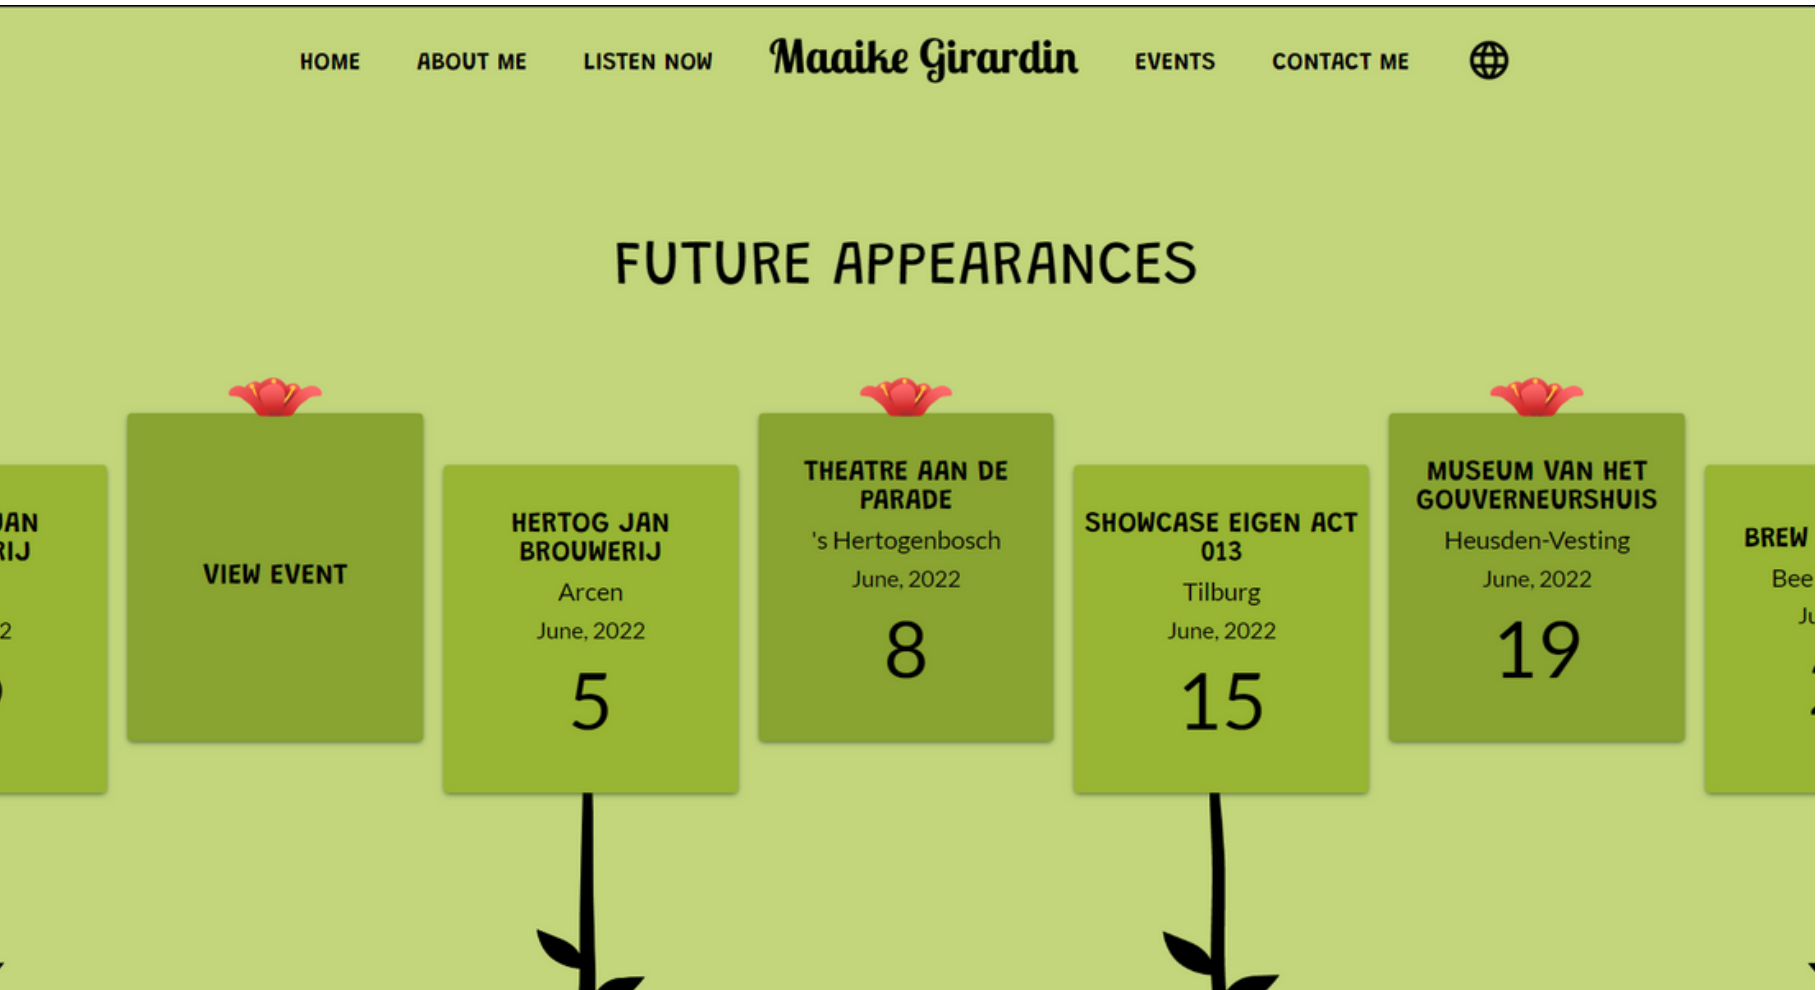 HOME ABOUT ME LISTEN NOW Maaike Girardin EVENTS CONTACT ME
FUTURE APPEARANCES
VIEW EVENT
HERTOG JAN
BROUWERIJ
Arcen
June, 2022
5
THEATRE AAN DE
PARADE
's Hertogenbosch
June, 2022
8
SHOWCASE EIGEN ACT
013
Tilburg
June, 2022
15
MUSEUM VAN HET
GOUVERNEURSHUIS
Heusden-Vesting
June, 2022
19
BREW